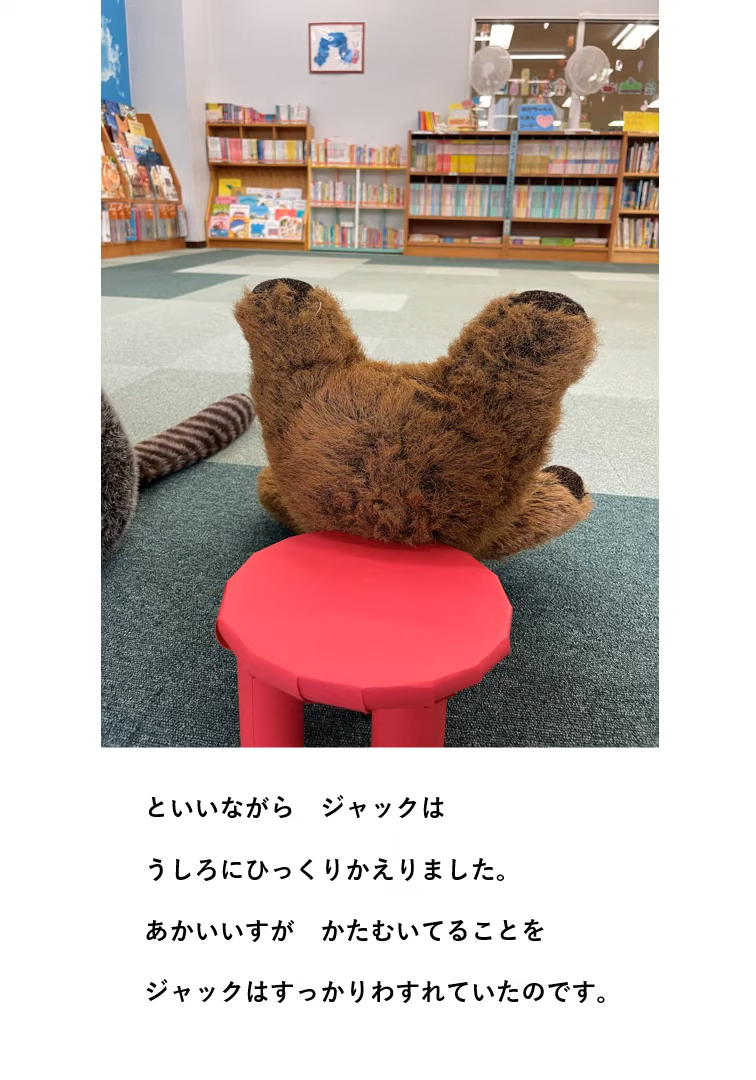 といいながら　ジャックは
うしろにひっくりかえりました。
あかいいすが　かたむいてることを
ジャックはすっかりわすれていたのです。